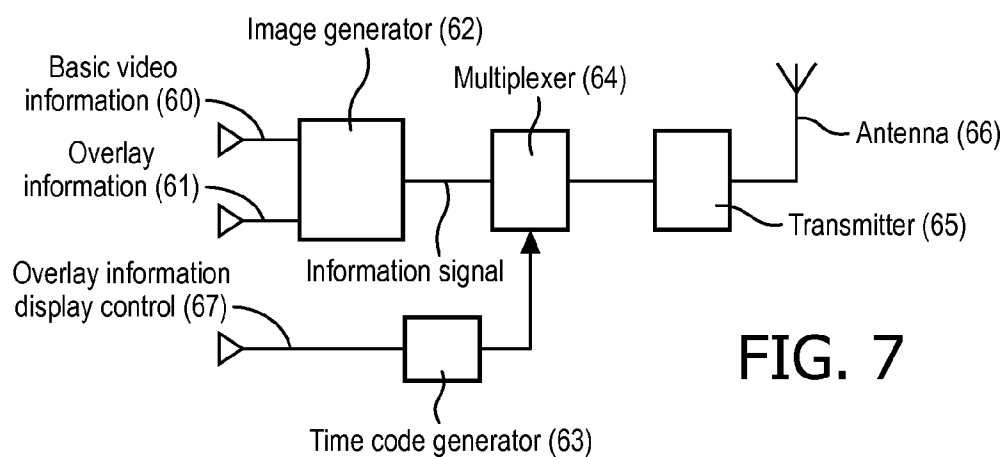 Image generator (62)
Basic video
information (60)
Multiplexer (64)
Antenna (66)
Overlay
information (61)
Transmitter (65)
Information signal
Overlay information
display control (67)
FIG. 7
Time code generator (63)